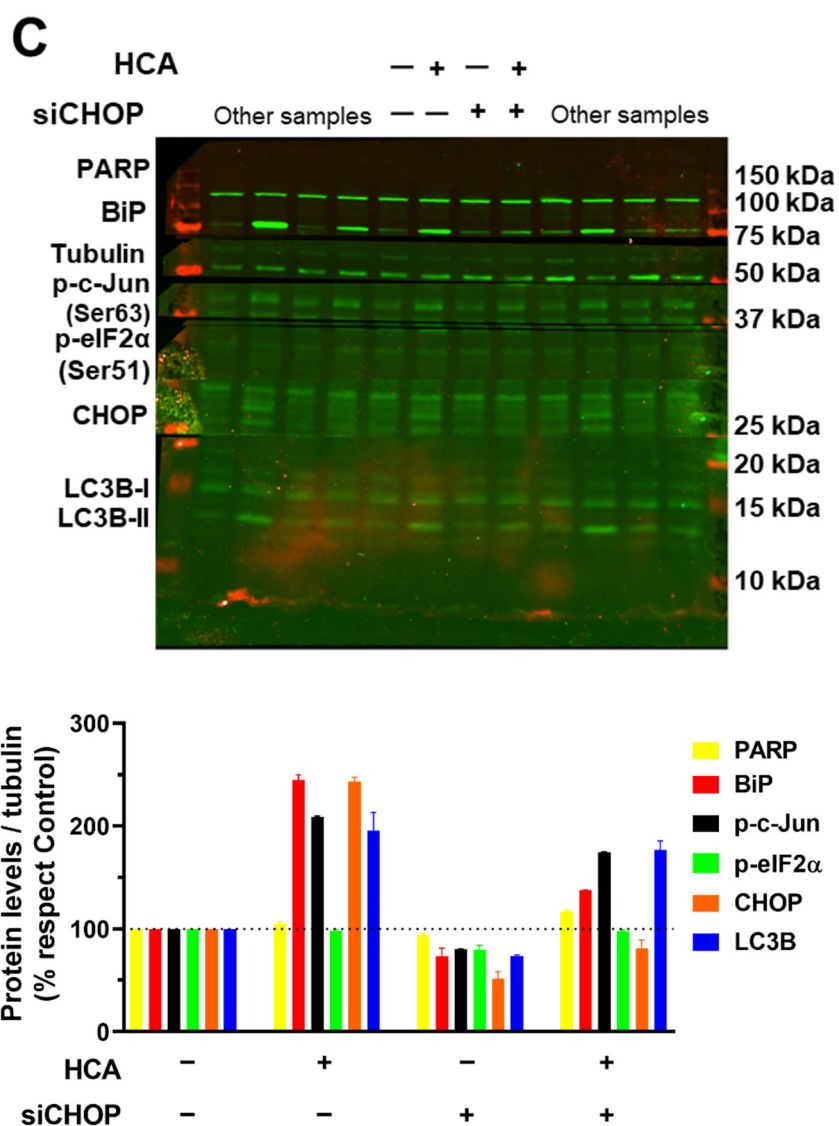 C
HCA — + — +
siCHOP Other samples — — + + Other samples
PARP
BiP
Tubulin
p-c-Jun
(Ser63)
p-eIF2α
(Ser51)
CHOP
LC3B-I
LC3B-II
150 kDa
100 kDa
75 kDa
50 kDa
37 kDa
25 kDa
20 kDa
15 kDa
10 kDa
Protein levels / tubulin
(% respect Control)
300
200
100
0
PARP
BiP
p-c-Jun
p-eIF2α
CHOP
LC3B
HCA − + − +
siCHOP − − + +